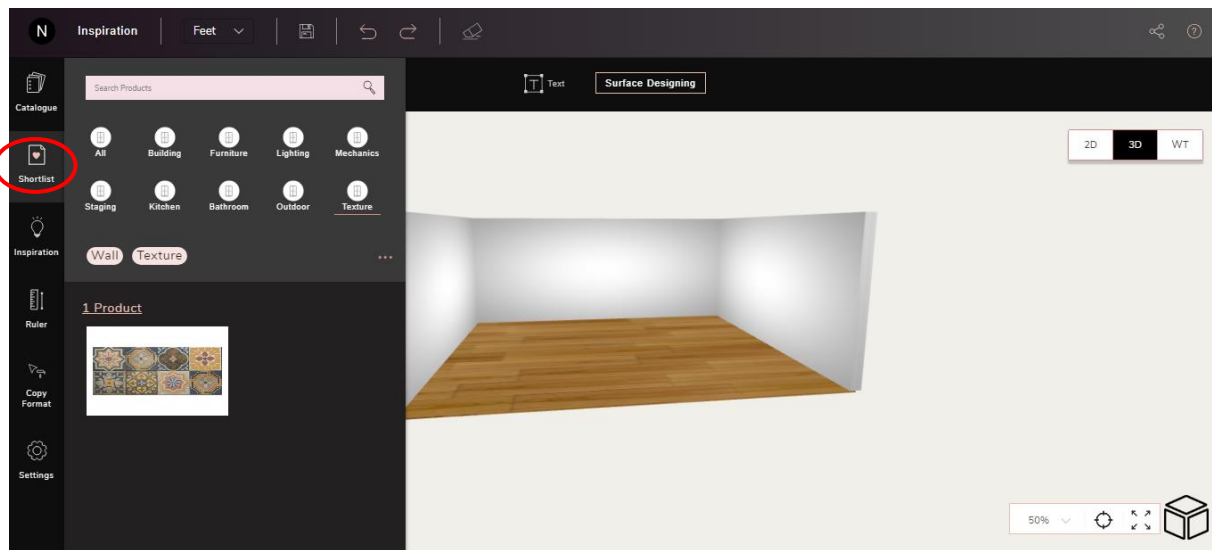 N Inspiration Feet
Catalogue
Shortlist
Inspiration
Ruler
Copy
Format
Settings
Search Products
All Building Furniture Lighting Mechanics
Staging Kitchen Bathroom Outdoor Texture
Wall Texture ...
1 Product
T Text Surface Designing
2D 3D WT
50%